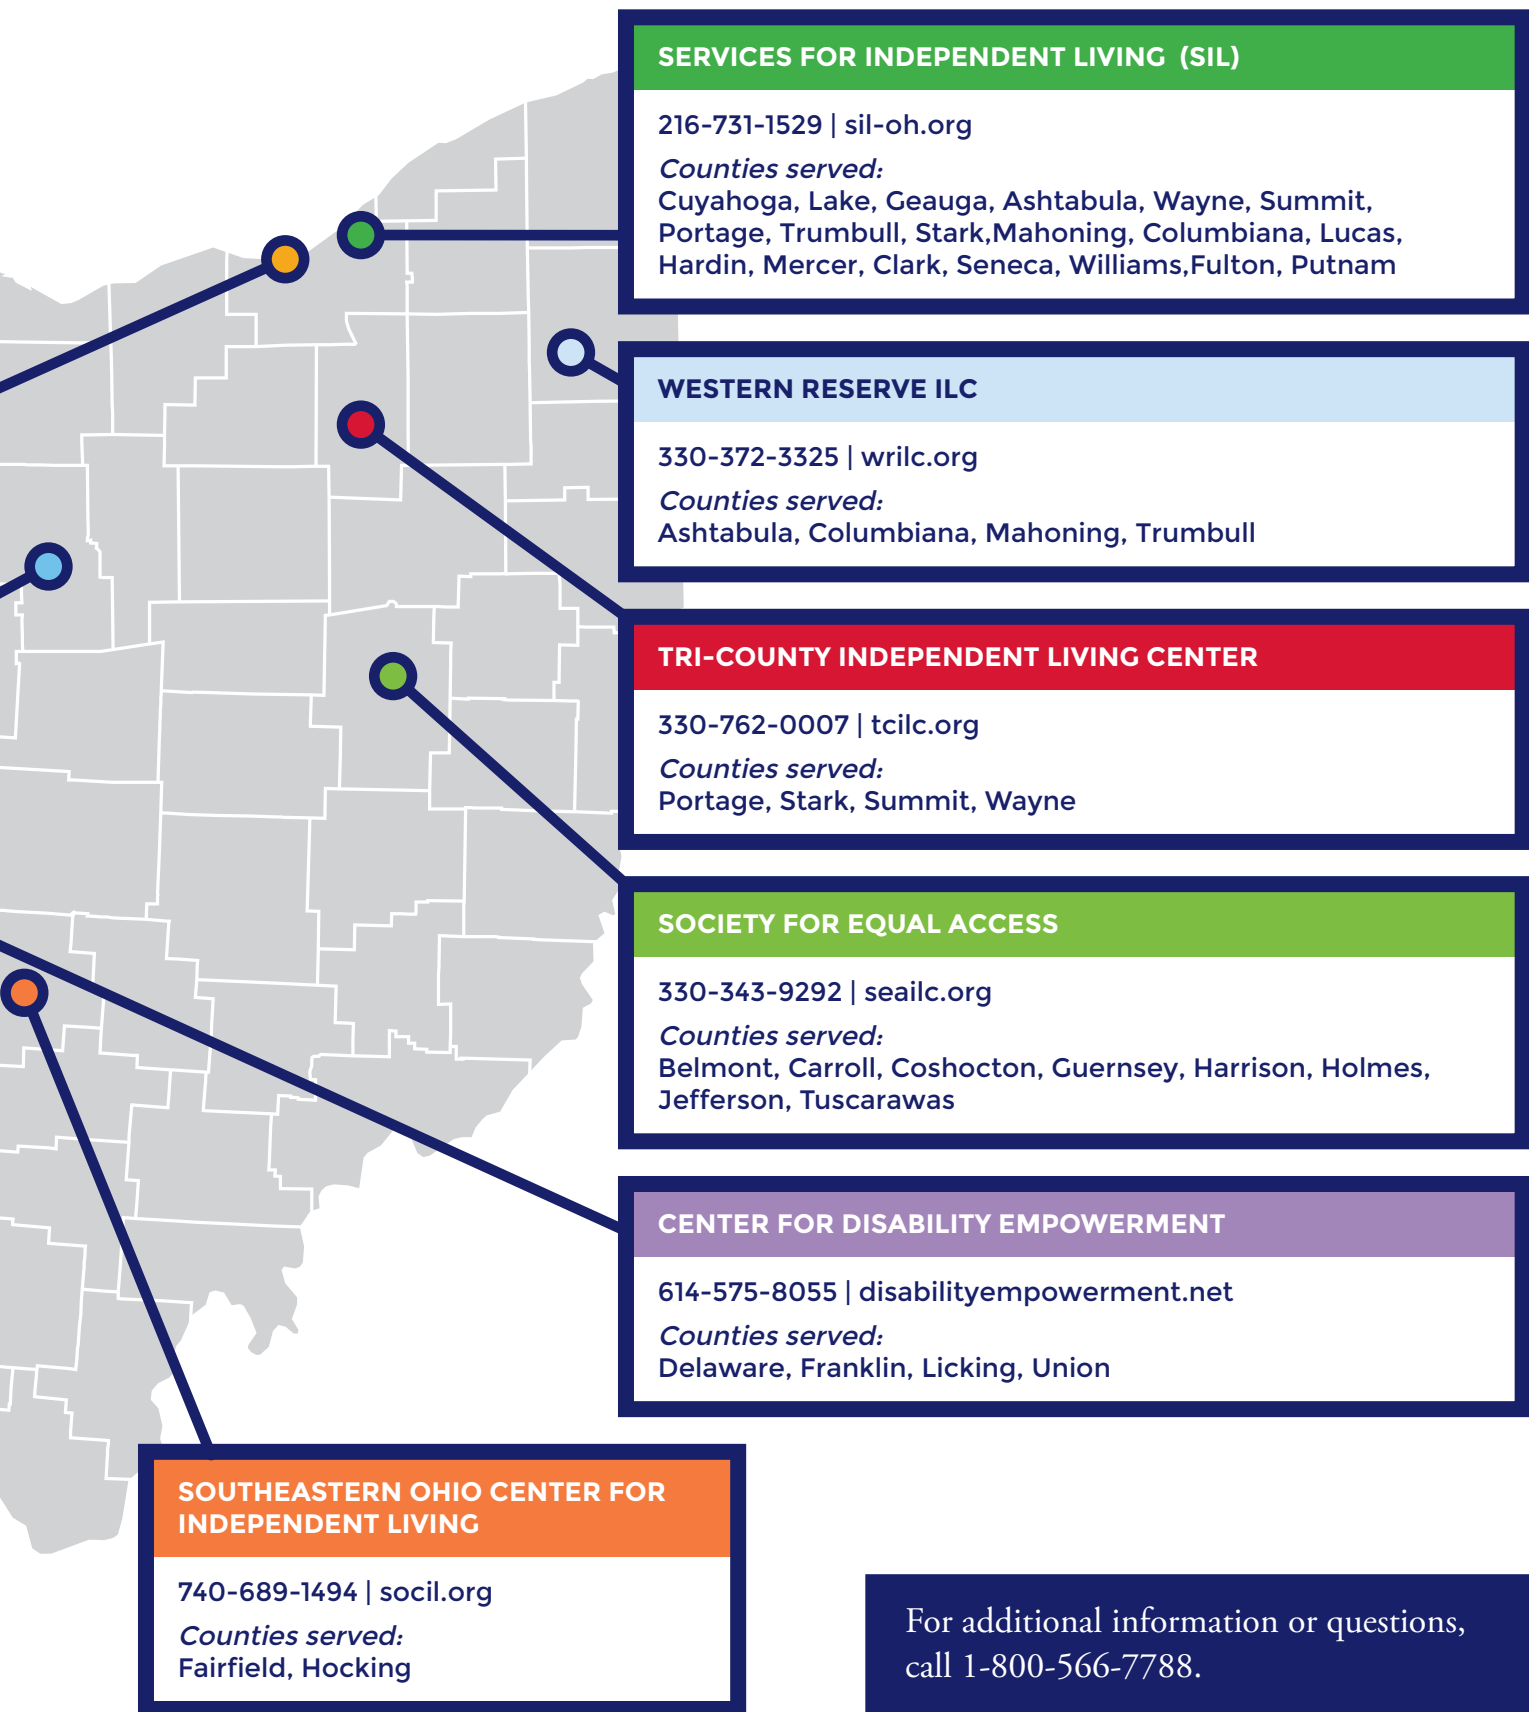 SERVICES FOR INDEPENDENT LIVING (SIL)
216-731-1529 | sil-oh.org
Counties served:
Cuyahoga, Lake, Geauga, Ashtabula, Wayne, Summit,
Portage, Trumbull, Stark,Mahoning, Columbiana, Lucas,
Hardin, Mercer, Clark, Seneca, Williams,Fulton, Putnam
WESTERN RESERVE ILC
330-372-3325 | wrilc.org
Counties served:
Ashtabula, Columbiana, Mahoning, Trumbull
TRI-COUNTY INDEPENDENT LIVING CENTER
330-762-0007 | tcilc.org
Counties served:
Portage, Stark, Summit, Wayne
SOCIETY FOR EQUAL ACCESS
330-343-9292 | seailc.org
Counties served:
Belmont, Carroll, Coshocton, Guernsey, Harrison, Holmes,
Jefferson, Tuscarawas
CENTER FOR DISABILITY EMPOWERMENT
614-575-8055 | disabilityempowerment.net
Counties served:
Delaware, Franklin, Licking, Union
SOUTHEASTERN OHIO CENTER FOR
INDEPENDENT LIVING
740-689-1494 | socil.org
Counties served:
Fairfield, Hocking
For additional information or questions,
call 1-800-566-7788.